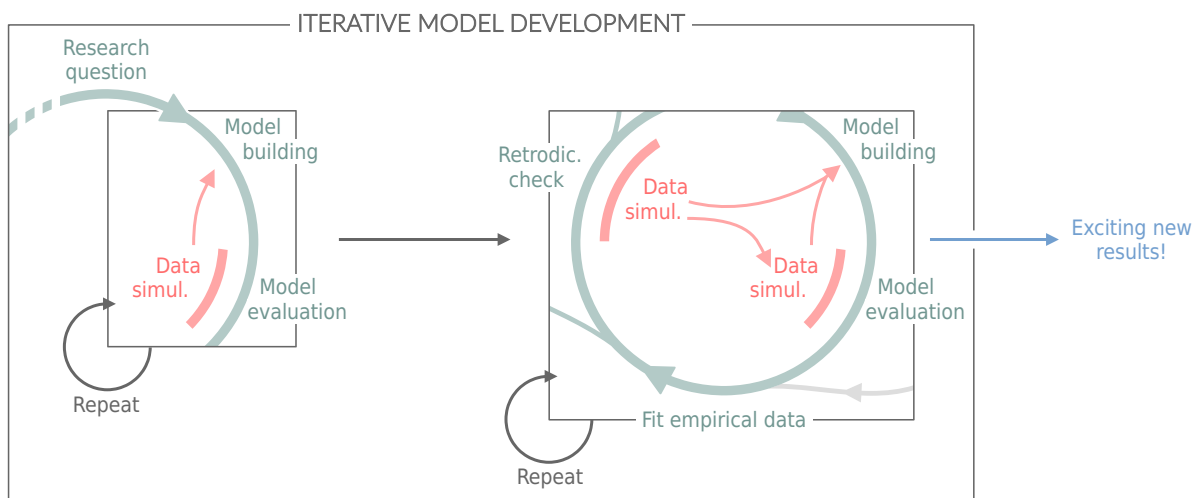 ITERATIVE MODEL DEVELOPMENT
Research
question
Model
building
Data
simul.
Model
evaluation
Repeat
Retrodic.
check
Data
simul.
Model
building
Data
simul.
Model
evaluation
Fit empirical data
Repeat
Exciting new
results!